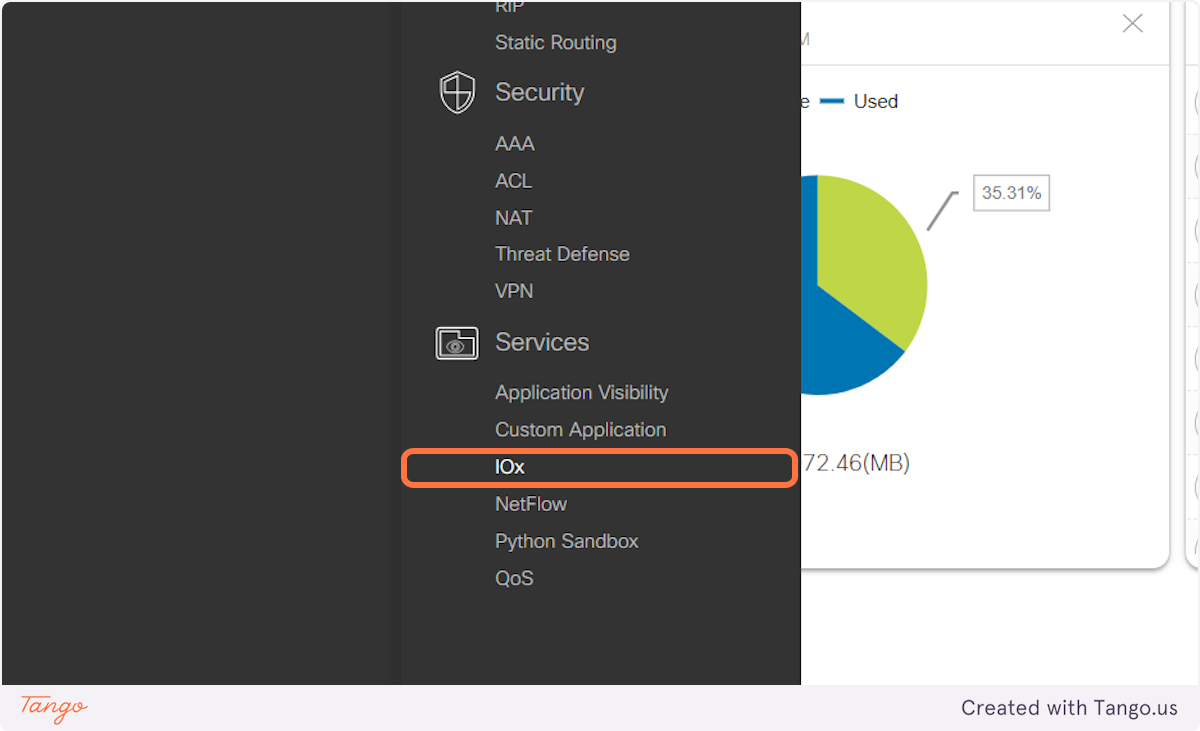 RIP
Static Routing
Security
AAA
ACL
NAT
Threat Defense
VPN
Services
Application Visibility
Custom Application
IOx
NetFlow
Python Sandbox
QoS
M
e
Used
35.31%
72.46(MB)
Tango
Created with Tango.us